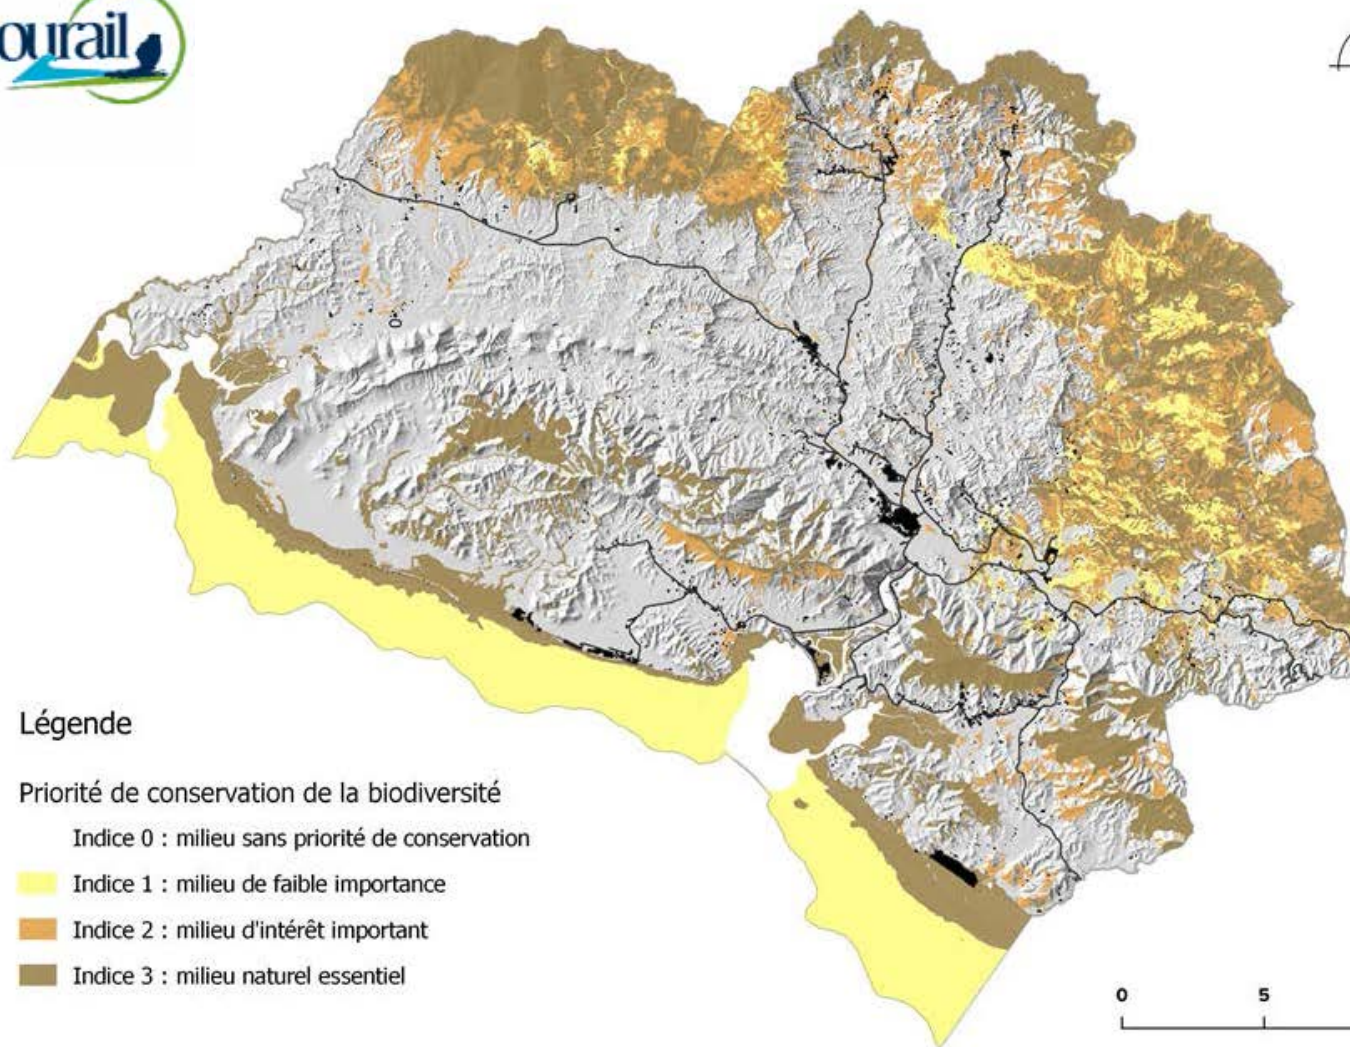 ourail
Légende
Priorité de conservation de la biodiversité
Indice 0 : milieu sans priorité de conservation
Indice 1 : milieu de faible importance
Indice 2 : milieu d'intérêt important
Indice 3 : milieu naturel essentiel
0 5